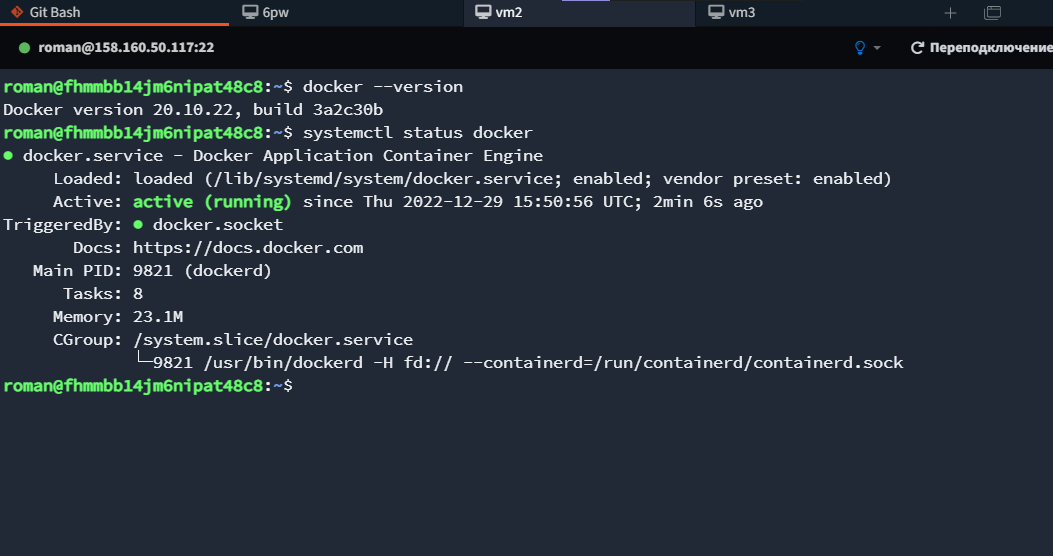 Git Bash
6pw
vm2
vm3
roman@158.160.50.117:22
Переподключение
roman@fhmmbb14jm6nipat48c8:~$ docker --version
Docker version 20.10.22, build 3a2c30b
roman@fhmmbb14jm6nipat48c8:~$ systemctl status docker
● docker.service - Docker Application Container Engine
Loaded: loaded (/lib/systemd/system/docker.service; enabled; vendor preset: enabled)
Active: active (running) since Thu 2022-12-29 15:50:56 UTC; 2min 6s ago
TriggeredBy: ● docker.socket
Docs: https://docs.docker.com
Main PID: 9821 (dockerd)
Tasks: 8
Memory: 23.1M
CGroup: /system.slice/docker.service
└─9821 /usr/bin/dockerd -H fd:// --containerd=/run/containerd/containerd.sock
roman@fhmmbb14jm6nipat48c8:~$